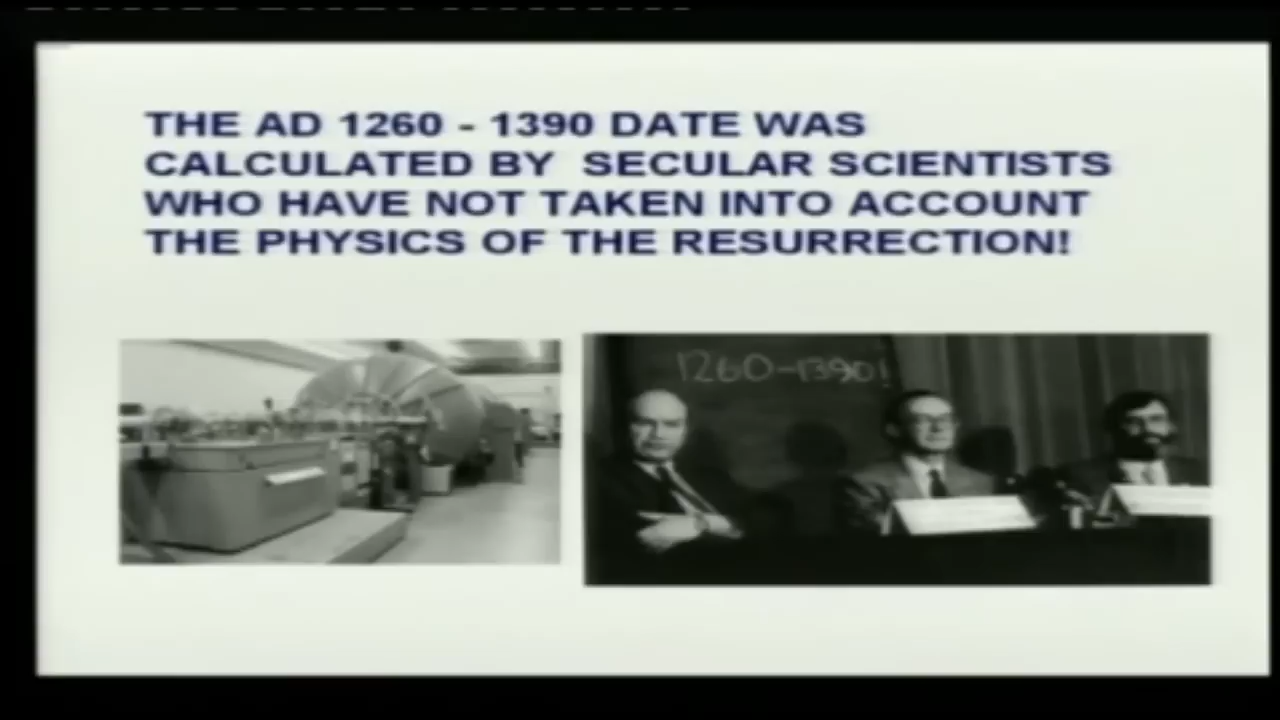 THE AD 1260 - 1390 DATE WAS
CALCULATED BY SECULAR SCIENTISTS
WHO HAVE NOT TAKEN INTO ACCOUNT
THE PHYSICS OF THE RESURRECTION!
1260-1390!